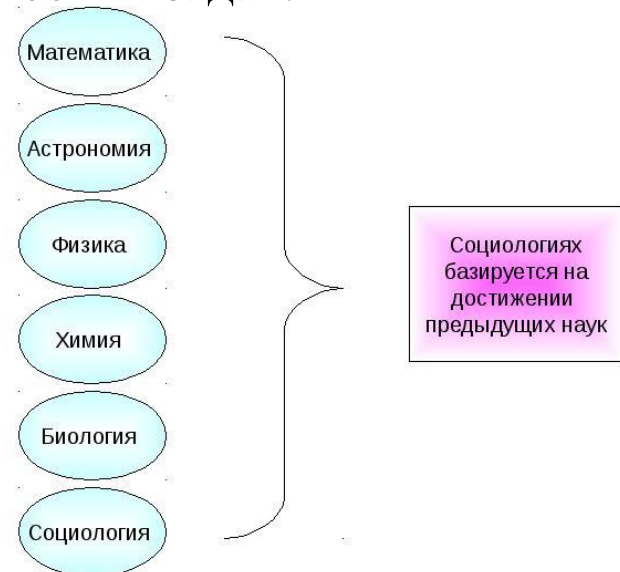 Математика
Астрономия
Физика
Химия
Биология
Социология
Социологиях
базируется на
достижении
предыдущих наук